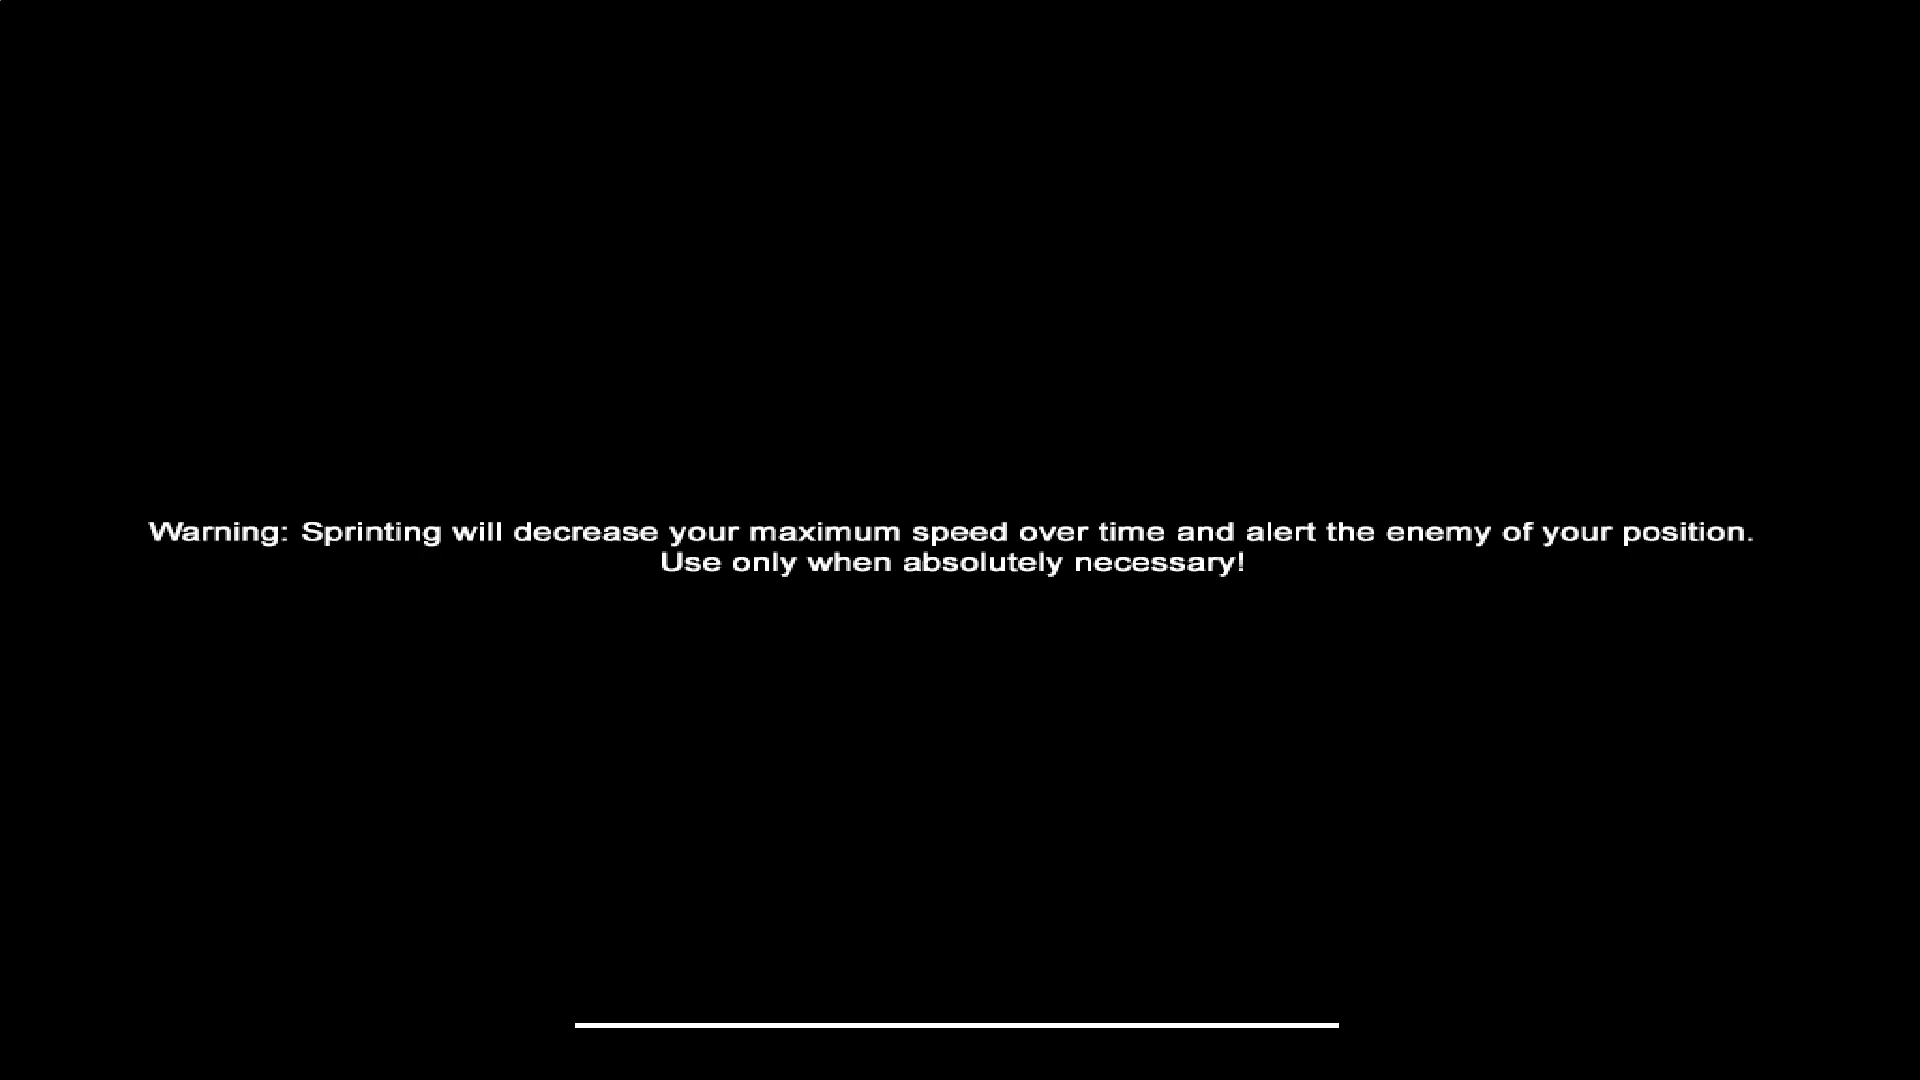 Warning: Sprinting will decrease your maximum speed over time and alert the enemy of your position.
Use only when absolutely necessary!